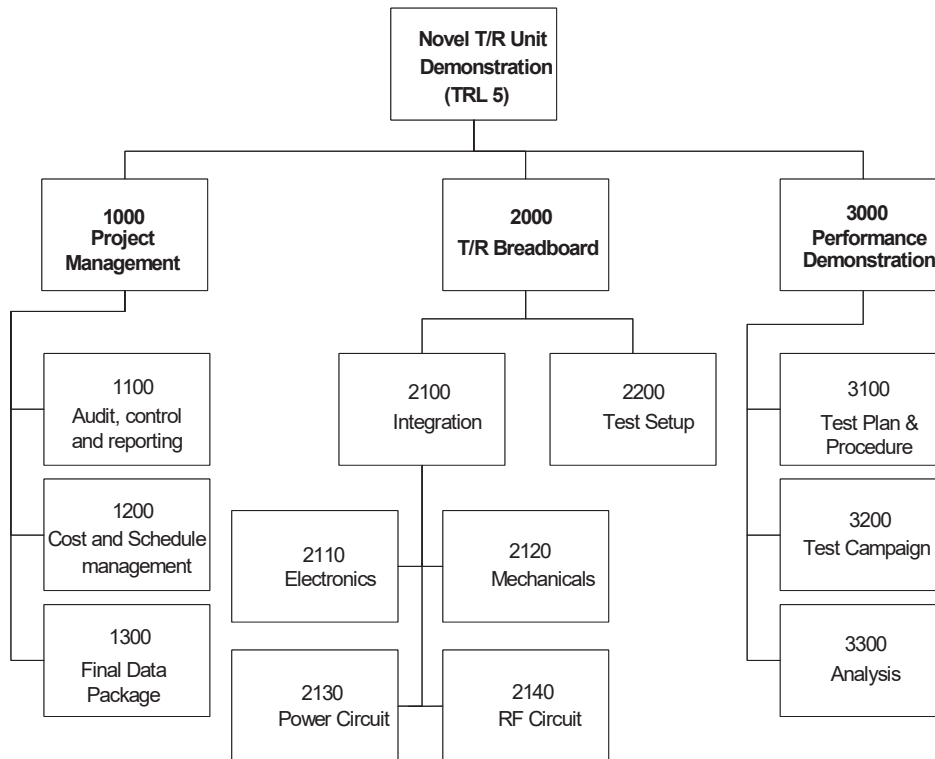 Novel T/R Unit
Demonstration
(TRL 5)
1000
Project
Management
2000
T/R Breadboard
3000
Performance
Demonstration
1100
Audit, control
and reporting
1200
Cost and Schedule
management
1300
Final Data
Package
2100
Integration
2200
Test Setup
2110
Electronics
2120
Mechanicals
2130
Power Circuit
2140
RF Circuit
3100
Test Plan &
Procedure
3200
Test Campaign
3300
Analysis